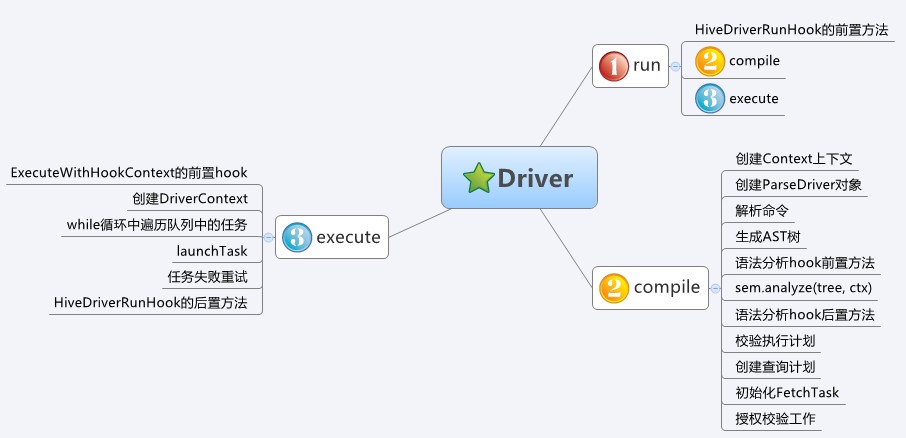 Driver
1 run
HiveDriverRunHook的前置方法
2 compile
3 execute
2 compile
创建Context上下文
创建ParseDriver对象
解析命令
生成AST树
语法分析hook前置方法
sem.analyze(tree, ctx)
语法分析hook后置方法
校验执行计划
创建查询计划
初始化FetchTask
授权校验工作
3 execute
ExecuteWithHookContext的前置hook
创建DriverContext
while循环中遍历队列中的任务
launchTask
任务失败重试
HiveDriverRunHook的后置方法